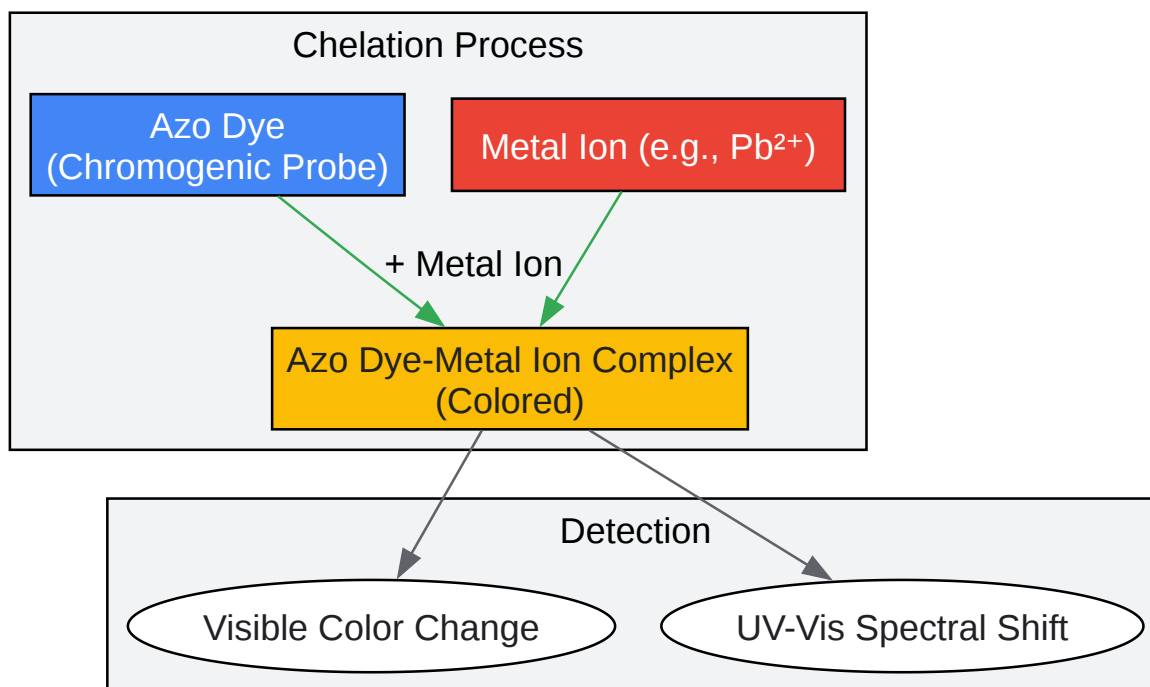 Chelation Process
Azo Dye
(Chromogenic Probe)
Metal Ion (e.g., Pb²⁺)
+ Metal Ion
Azo Dye-Metal Ion Complex
(Colored)
Detection
Visible Color Change
UV-Vis Spectral Shift